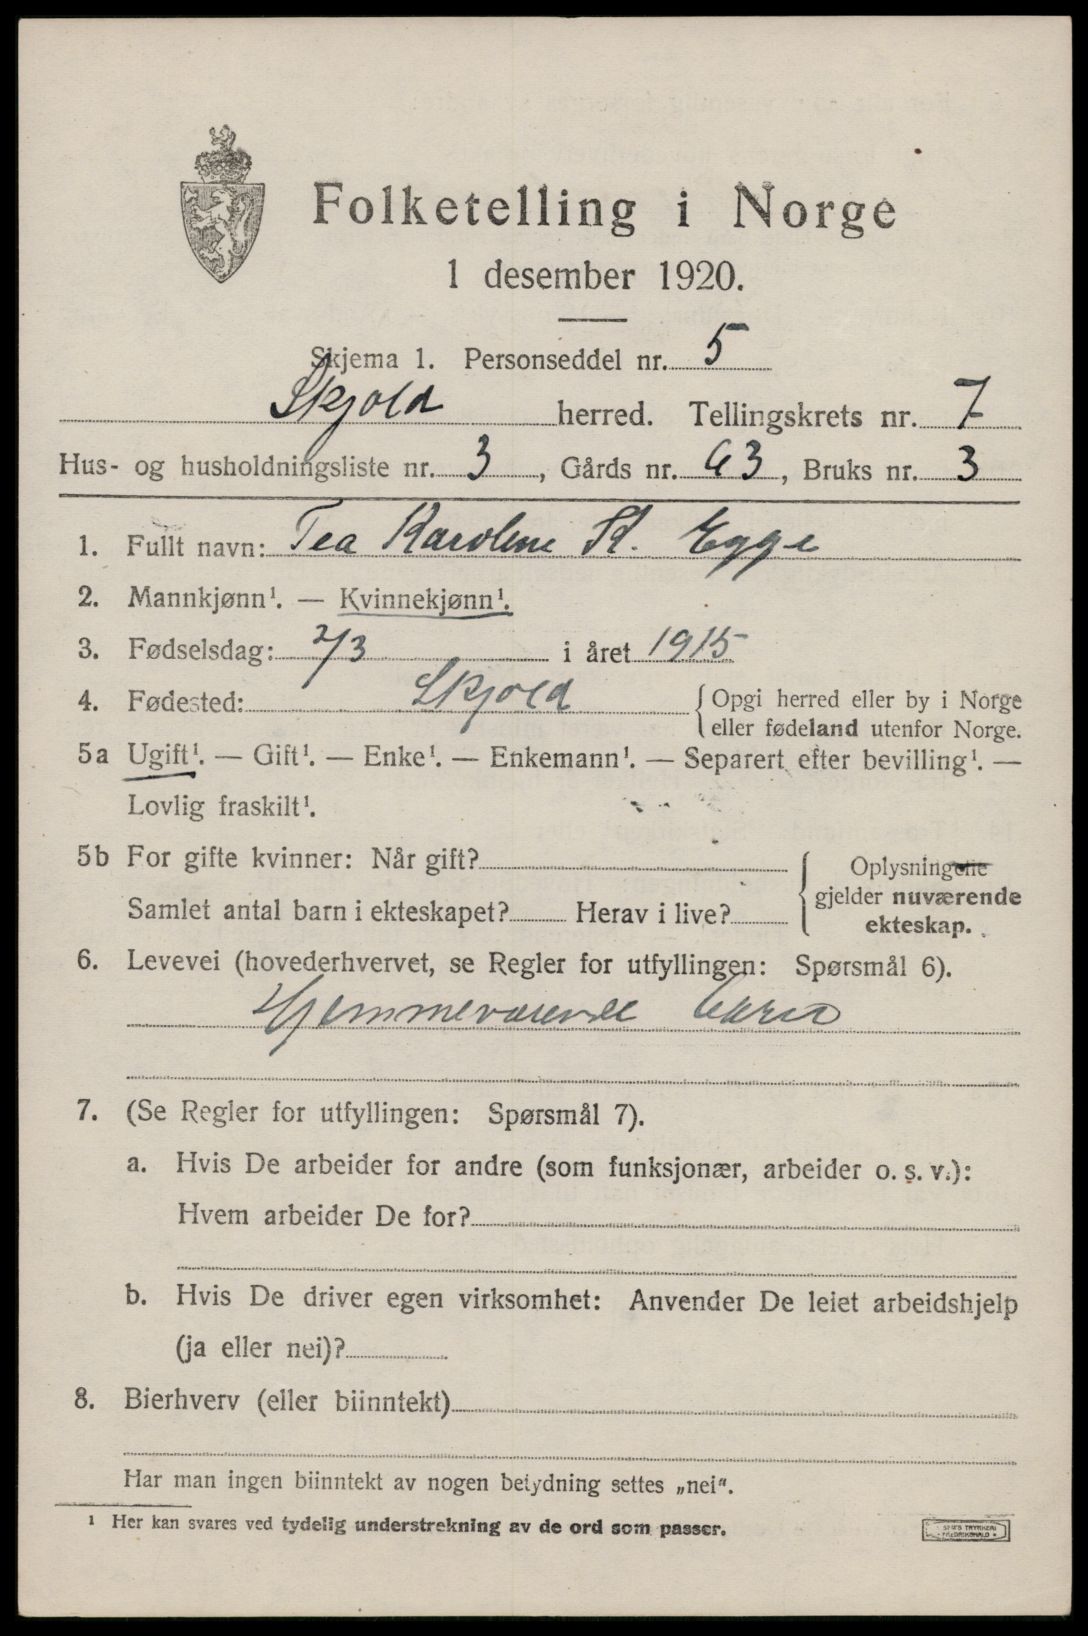 Folketelling i Norge
1 desember 1920.
Skjema 1. Personseddel nr. 5
Skjold herred. Tellingskrets nr. 7
Hus- og husholdningsliste nr. 3, Gårds nr. 63, Bruks nr. 3
1. Fullt navn: Tea Karoline K. Egge
2. Mannkjønn¹. — Kvinnekjønn¹.
3. Fødselsdag: 2/3 i året 1915
4. Fødested: Skjold { Opgi herred eller by i Norge
eller fødeland utenfor Norge.
5a Ugift¹. — Gift¹. — Enke¹. — Enkemann¹. — Separert efter bevilling¹. —
Lovlig fraskilt¹.
5b For gifte kvinner: Når gift? { Oplysningene
gjelder nuværende
Samlet antal barn i ekteskapet? Herav i live?
ekteskap.
6. Levevei (hovederhvervet, se Regler for utfyllingen: Spørsmål 6).
Hjemmeværende
7. (Se Regler for utfyllingen: Spørsmål 7).
a. Hvis De arbeider for andre (som funksjonær, arbeider o. s. v.):
Hvem arbeider De for?
b. Hvis De driver egen virksomhet: Anvender De leiet arbeidshjelp
(ja eller nei)?
8. Bierhverv (eller biinntekt)
Har man ingen biinntekt av nogen betydning settes „nei".
¹ Her kan svares ved tydelig understrekning av de ord som passer.